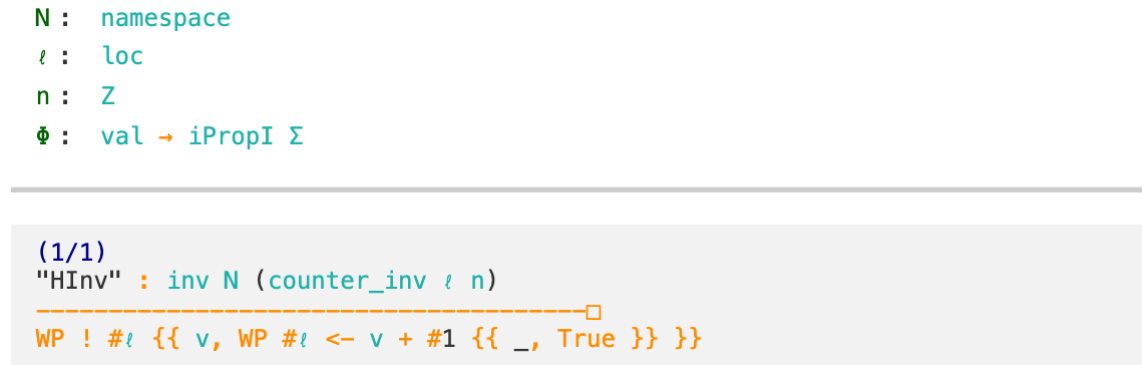 N : namespace
ℓ : loc
n : Z
Φ : val → iPropI Σ
(1/1)
"HInv" : inv N (counter_inv ℓ n)
--------------------------------------□
WP ! #ℓ {{ v, WP #ℓ <- v + #1 {{ _, True }} }}